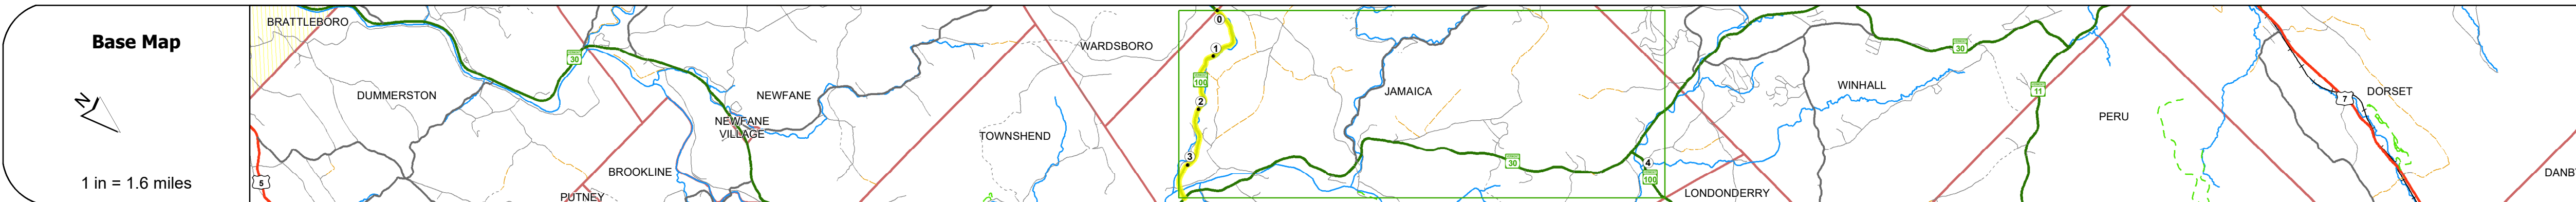 Base Map
N
1 in = 1.6 miles
BRATTLEBORO
DUMMERSTON
5
30
NEWFANE
NEWFANE
VILLAGE
BROOKLINE
PUTNEY
TOWNSHEND
WARDSBORO
0
1
100
2
3
JAMAICA
30
4
100
LONDONDERRY
WINHALL
30
11
PERU
7
DORSET
DANB